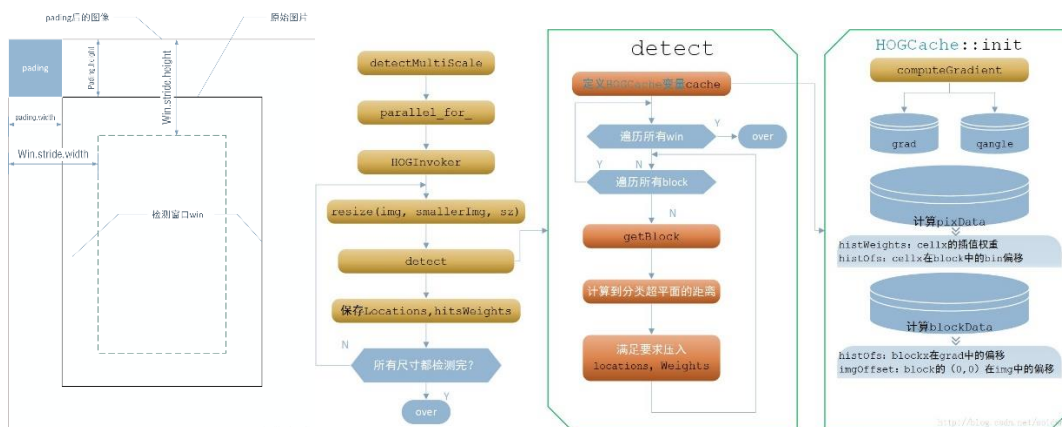 pading后的图像
原始图片
pading
Pading.height
Win.stride.height
pading.width
Win.stride.width
检测窗口win
detectMultiScale
parallel_for_
HOGInvoker
resize(img, smallerImg, sz)
detect
保存Locations,hitsWeights
N
所有尺寸都检测完?
Y
over
detect
定义HOGCache变量cache
遍历所有win
Y
over
Y
N
遍历所有block
N
getBlock
计算到分类超平面的距离
满足要求压入
locations, Weights
HOGCache::init
computeGradient
grad
qangle
计算pixData
histWeights: cellx的插值权重
histOfs: cellx在block中的bin偏移
计算blockData
histOfs: blockx在grad中的偏移
imgOffset: block的 (0,0) 在img中的偏移